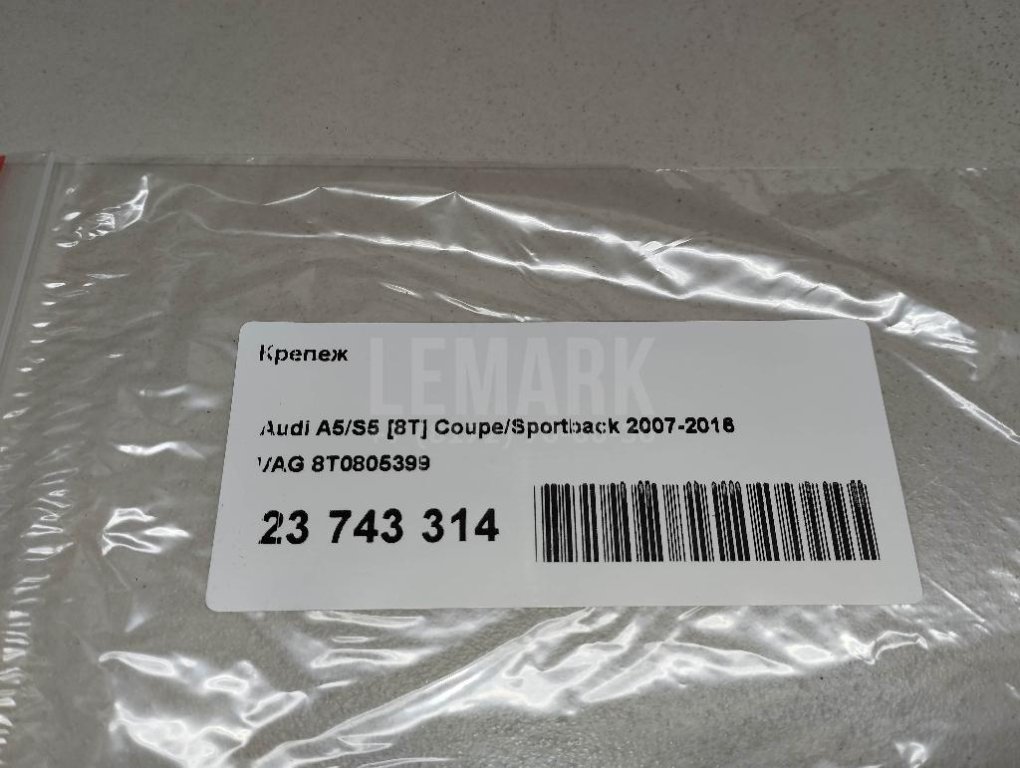 Крепеж
LEMARK
Audi A5/S5 [8T] Coupe/Sportback 2007-2016
VAG 8T0805399
23 743 314